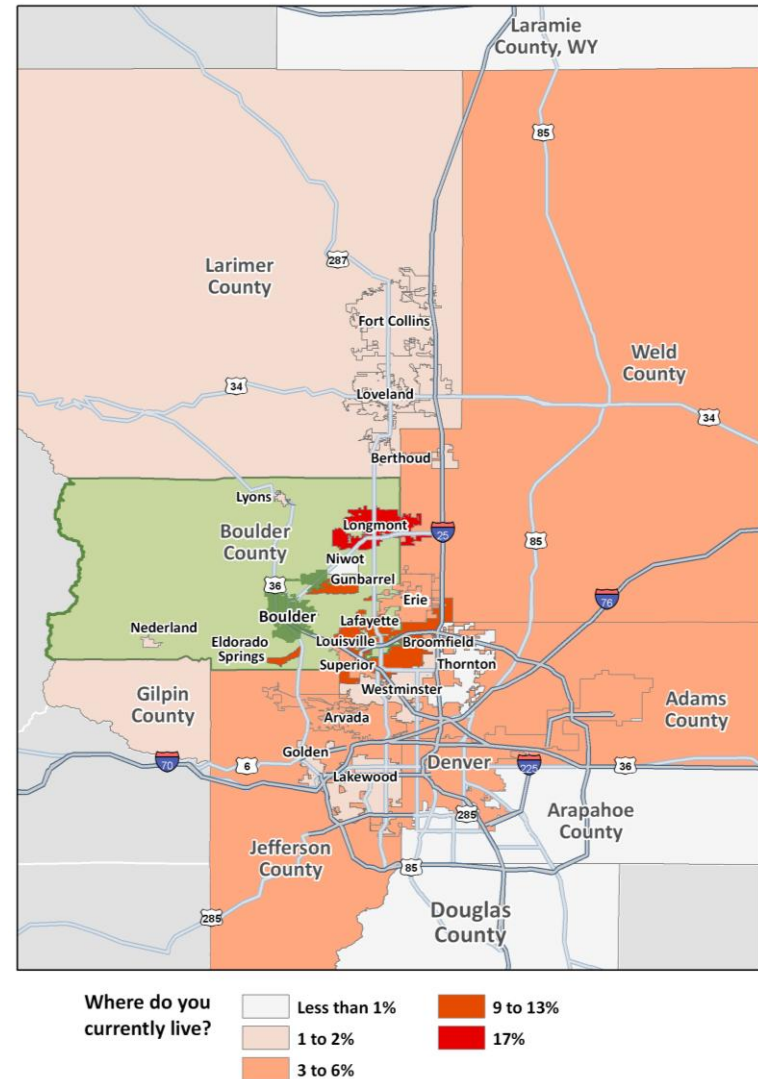 Laramie
County, WY
85
287
Larimer
County
Fort Collins
Weld
County
34
Loveland
34
Berthoud
Lyons
Boulder
County
Longmont
25
85
Niwot
Gunbarrel
36
Erie
76
Boulder
Lafayette
Nederland
Eldorado
Springs
Louisville
Broomfield
Superior
Thornton
Gilpin
County
Westminster
Adams
County
Arvada
Golden
70
6
Denver
225
36
Lakewood
285
Arapahoe
County
Jefferson
County
85
Douglas
County
285
Where do you
currently live?
Less than 1%
1 to 2%
3 to 6%
9 to 13%
17%